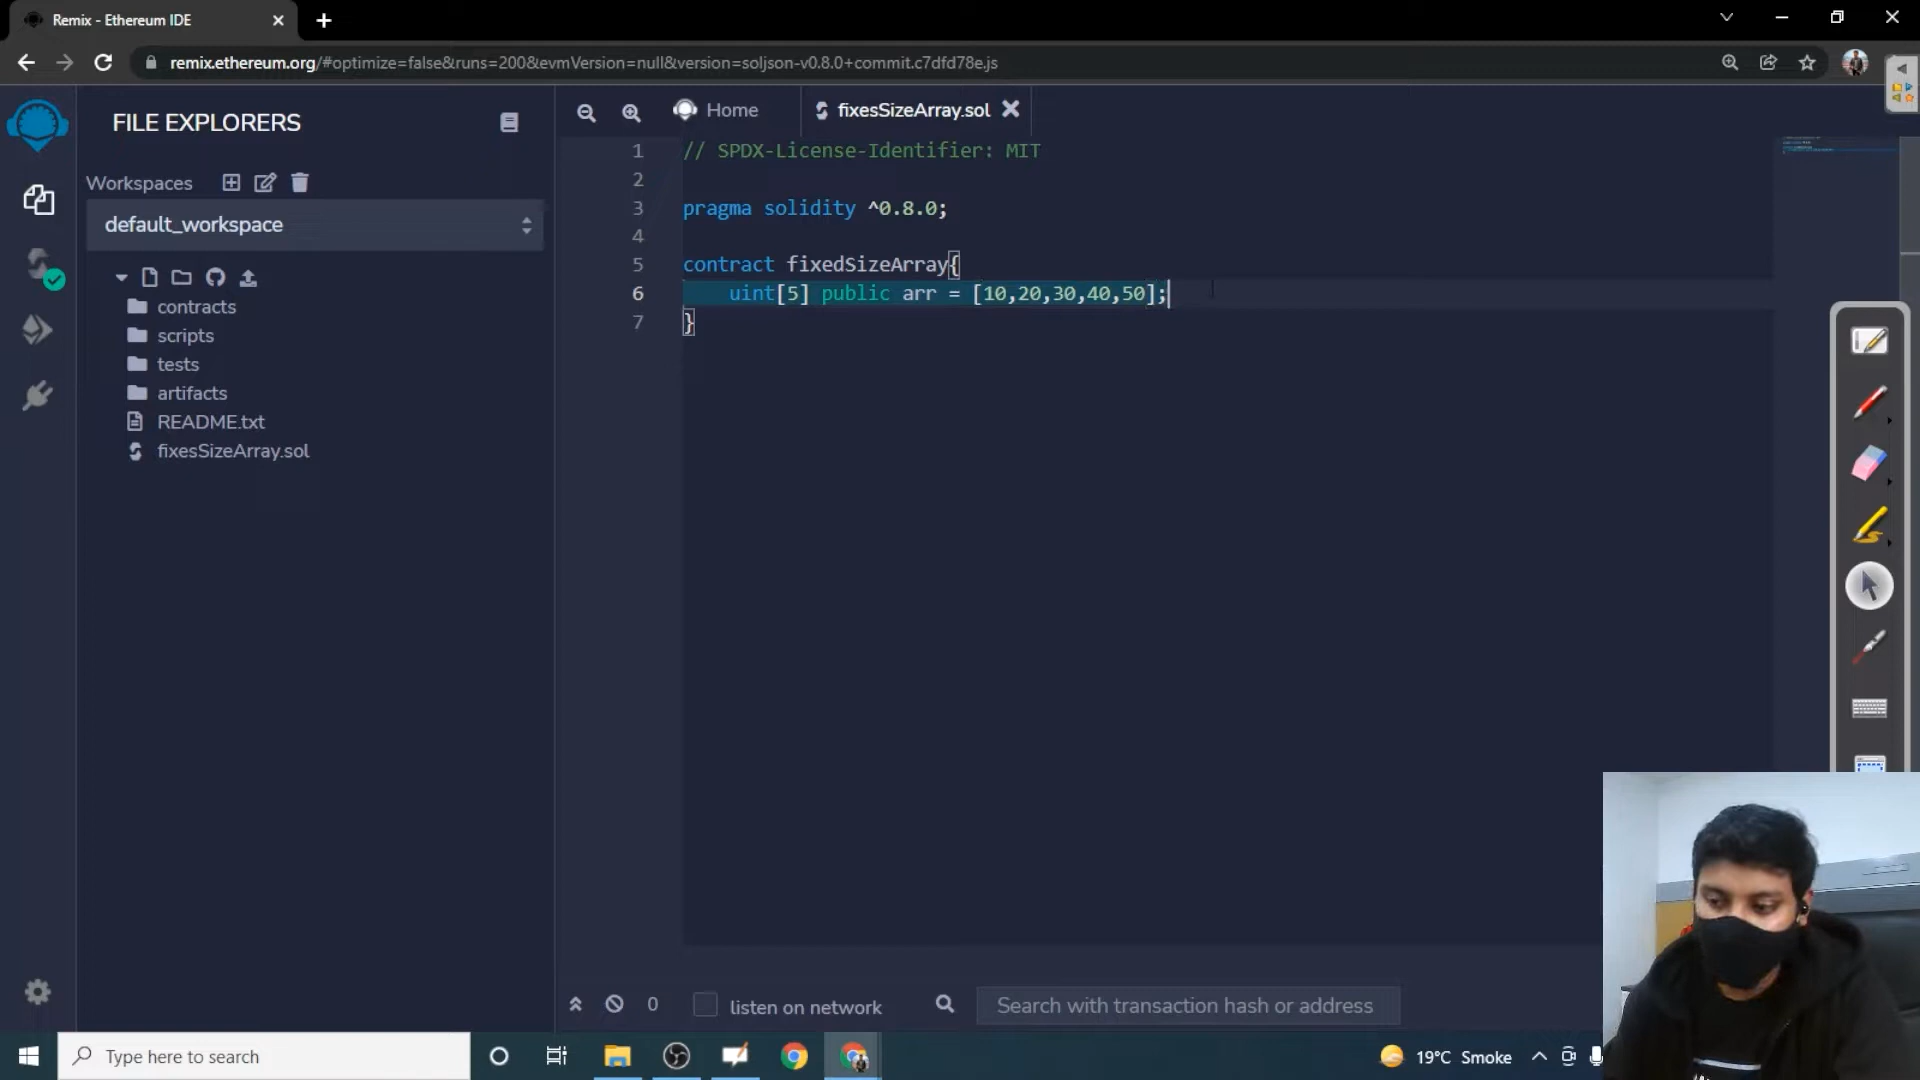 Remix - Ethereum IDE
remix.ethereum.org/#optimize=false&runs=200&evmVersion=null&version=soljson-v0.8.0+commit.c7dfd78e.js
FILE EXPLORERS
Workspaces
default_workspace
contracts
scripts
tests
artifacts
README.txt
fixesSizeArray.sol
Home
fixesSizeArray.sol
1 // SPDX-License-Identifier: MIT
2
3 pragma solidity ^0.8.0;
4
5 contract fixedSizeArray{
6 uint[5] public arr = [10,20,30,40,50];
7 }
0
listen on network
Search with transaction hash or address
Type here to search
19°C Smoke